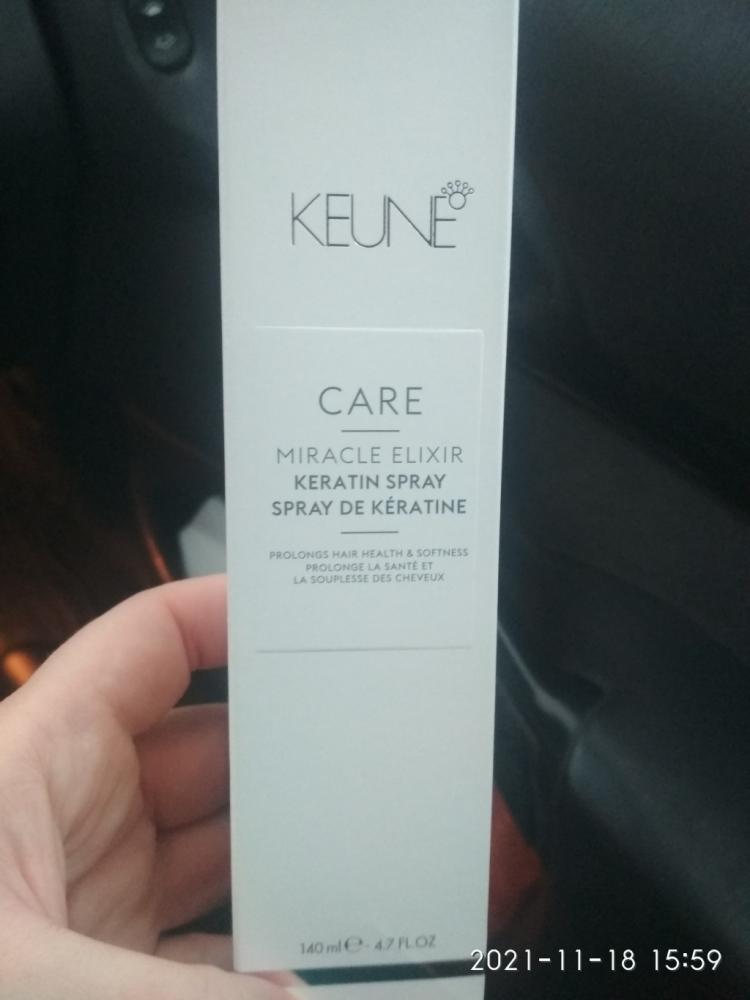 KEUNE
CARE
MIRACLE ELIXIR
KERATIN SPRAY
SPRAY DE KÉRATINE
PROLONGS HAIR HEALTH & SOFTNESS
PROLONGE LA SANTÉ ET
LA SOUPLESSE DES CHEVEUX
140 ml ℮ - 4.7 FL.OZ
2021-11-18 15:59